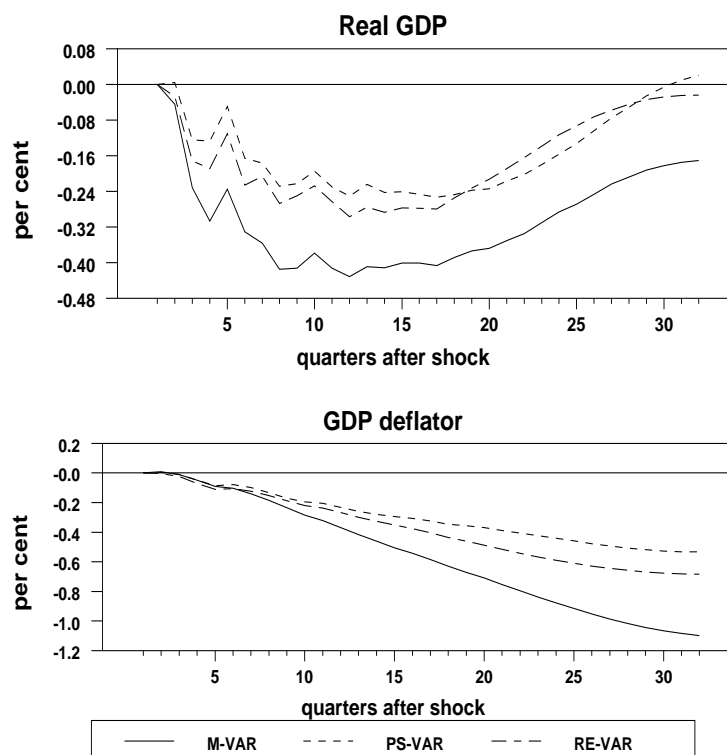 Real GDP
per cent
0.08
0.00
-0.08
-0.16
-0.24
-0.32
-0.40
-0.48
5 10 15 20 25 30
quarters after shock
GDP deflator
per cent
0.2
-0.0
-0.2
-0.4
-0.6
-0.8
-1.0
-1.2
5 10 15 20 25 30
quarters after shock
M-VAR PS-VAR RE-VAR